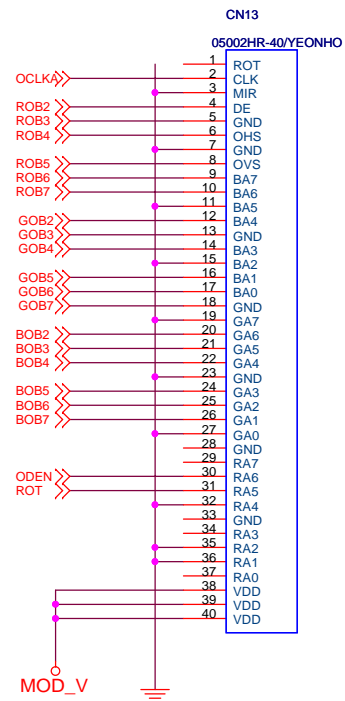 CN13
05002HR-40/YEONHO
1 ROT
OCLKA 2 CLK
3 MIR
ROB2 4 DE
ROB3 5 GND
ROB4 6 OHS
7 GND
ROB5 8 OVS
ROB6 9 BA7
ROB7 10 BA6
11 BA5
GOB2 12 BA4
GOB3 13 GND
GOB4 14 BA3
15 BA2
GOB5 16 BA1
GOB6 17 BA0
GOB7 18 GND
19 GA7
BOB2 20 GA6
BOB3 21 GA5
BOB4 22 GA4
23 GND
BOB5 24 GA3
BOB6 25 GA2
BOB7 26 GA1
27 GA0
28 GND
29 RA7
ODEN 30 RA6
ROT 31 RA5
32 RA4
33 GND
34 RA3
35 RA2
36 RA1
37 RA0
38 VDD
39 VDD
40 VDD
MOD_V